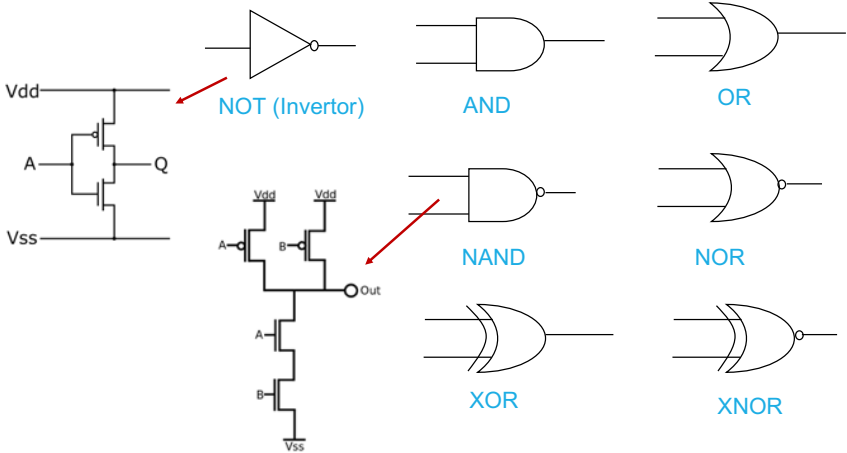 NOT (Invertor)
AND
OR
Vdd
A
Q
Vss
NAND
NOR
Vdd
Vdd
A
B
Out
A
B
Vss
XOR
XNOR